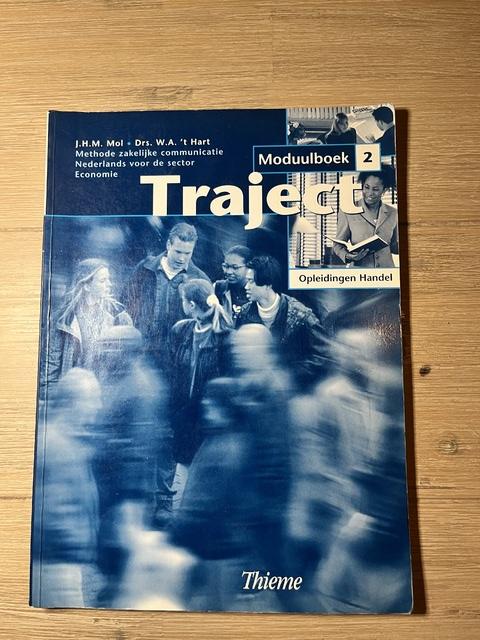 J.H.M. Mol • Drs. W.A. 't Hart
Methode zakelijke communicatie
Nederlands voor de sector
Economie
Moduulboek 2
Traject
Opleidingen Handel
Thieme